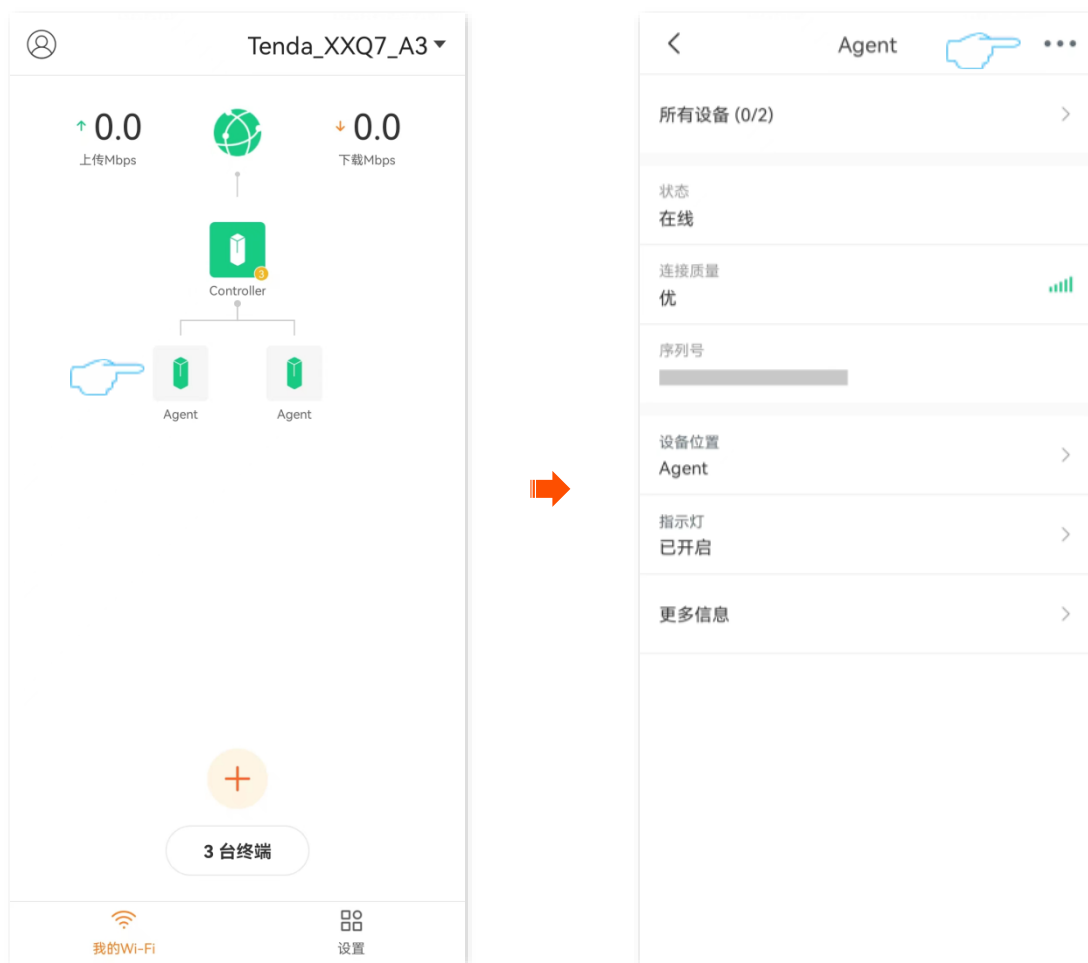 Tenda_XXQ7_A3
↑ 0.0
上传Mbps
↓ 0.0
下载Mbps
3
Controller
Agent
Agent
3 台终端
我的Wi-Fi
设置
Agent
所有设备 (0/2)
状态
在线
连接质量
优
序列号
设备位置
Agent
指示灯
已开启
更多信息